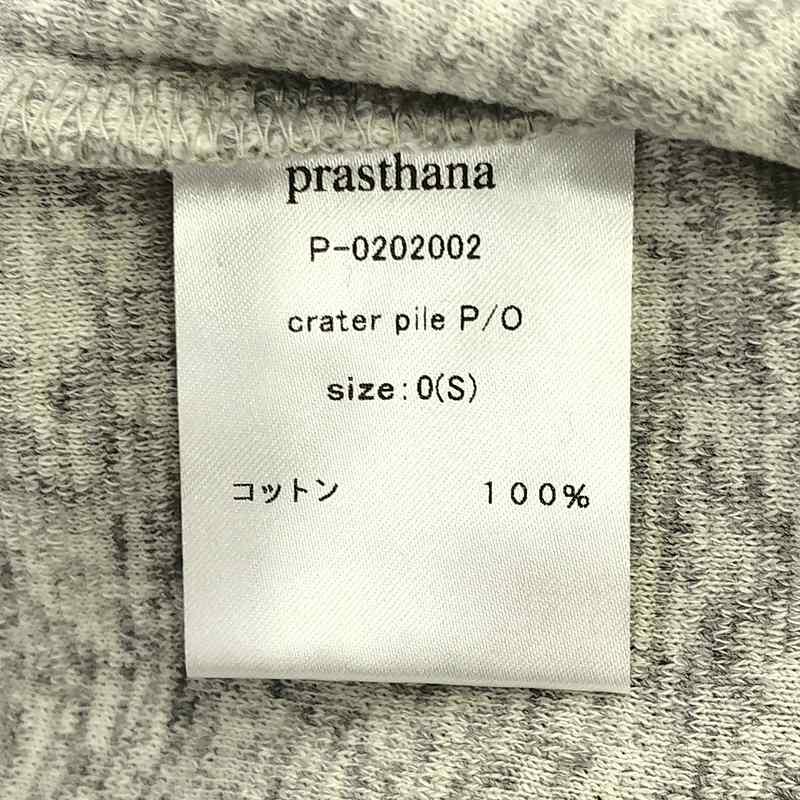 prasthana
P-0202002
crater pile P/O
size:0(S)
コットン 100%